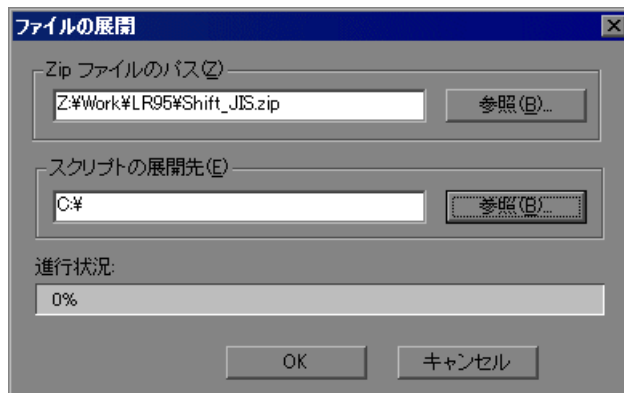 ファイルの展開
Zip ファイルのパス(Z)
Z:¥Work¥LR95¥Shift_JIS.zip
参照(B)...
スクリプトの展開先(E)
C:¥
参照(B)...
進行状況:
0%
OK
キャンセル